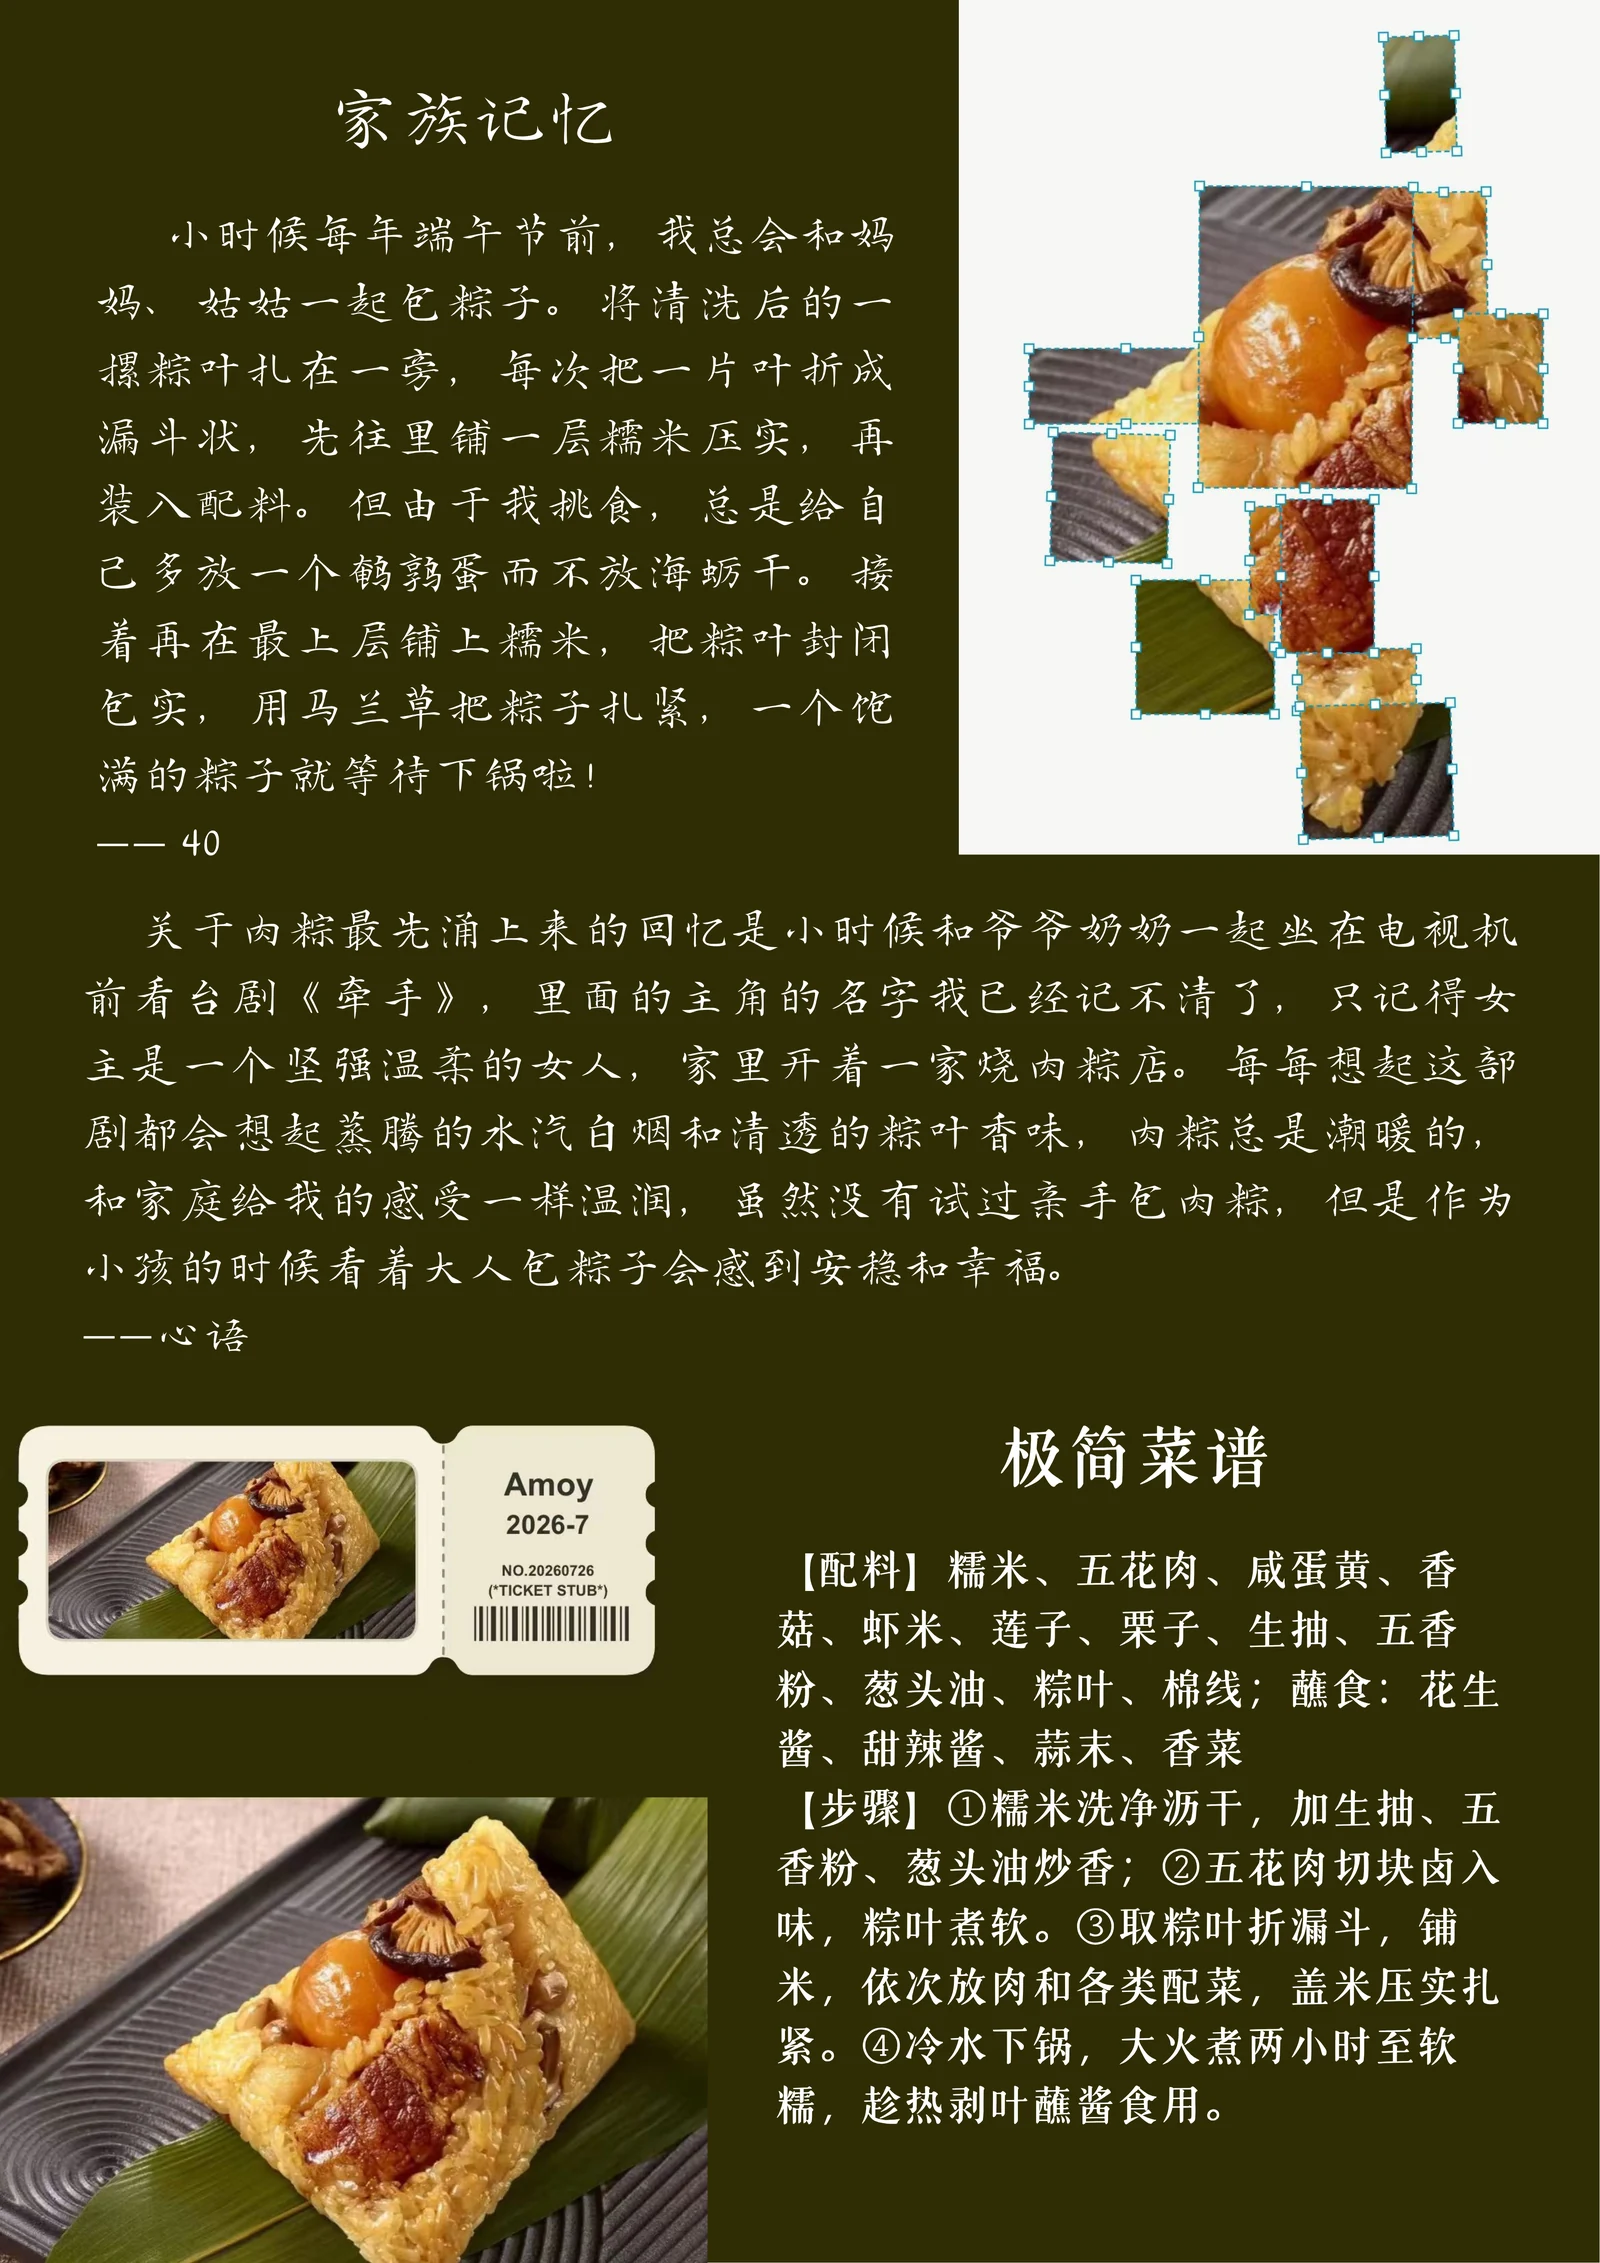 家族记忆
小时候每年端午节前，我总会和妈
妈、姑姑一起包粽子。将清洗后的一
摞粽叶扎在一旁，每次把一片叶折成
漏斗状，先往里铺一层糯米压实，再
装入配料。但由于我挑食，总是给自
己多放一个鹌鹑蛋而不放海蛎干。接
着再在最上层铺上糯米，把粽叶封闭
包实，用马兰草把粽子扎紧，一个饱
满的粽子就等待下锅啦！
—— 40
关于肉粽最先涌上来的回忆是小时候和爷爷奶奶一起坐在电视机
前看台剧《牵手》，里面的主角的名字我已经记不清了，只记得女
主是一个坚强温柔的女人，家里开着一家烧肉粽店。每每想起这部
剧都会想起蒸腾的水汽白烟和清透的粽叶香味，肉粽总是潮暖的，
和家庭给我的感受一样温润，虽然没有试过亲手包肉粽，但是作为
小孩的时候看着大人包粽子会感到安稳和幸福。
——心语
Amoy
2026-7
NO.20260726
(*TICKET STUB*)
极简菜谱
【配料】糯米、五花肉、咸蛋黄、香
菇、虾米、莲子、栗子、生抽、五香
粉、葱头油、粽叶、棉线；蘸食：花生
酱、甜辣酱、蒜末、香菜
【步骤】①糯米洗净沥干，加生抽、五
香粉、葱头油炒香；②五花肉切块卤入
味，粽叶煮软。③取粽叶折漏斗，铺
米，依次放肉和各类配菜，盖米压实扎
紧。④冷水下锅，大火煮两小时至软
糯，趁热剥叶蘸酱食用。